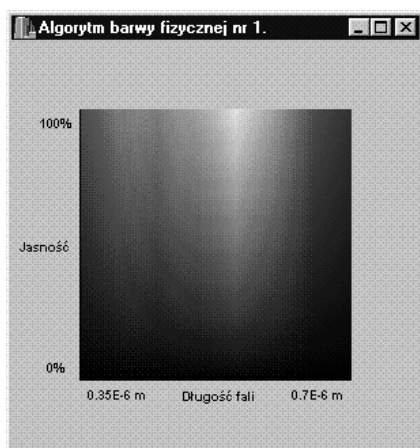 Algorytm barwy fizycznej nr 1.
100%
Jasność
0%
0.35E-6 m Długość fali 0.7E-6 m